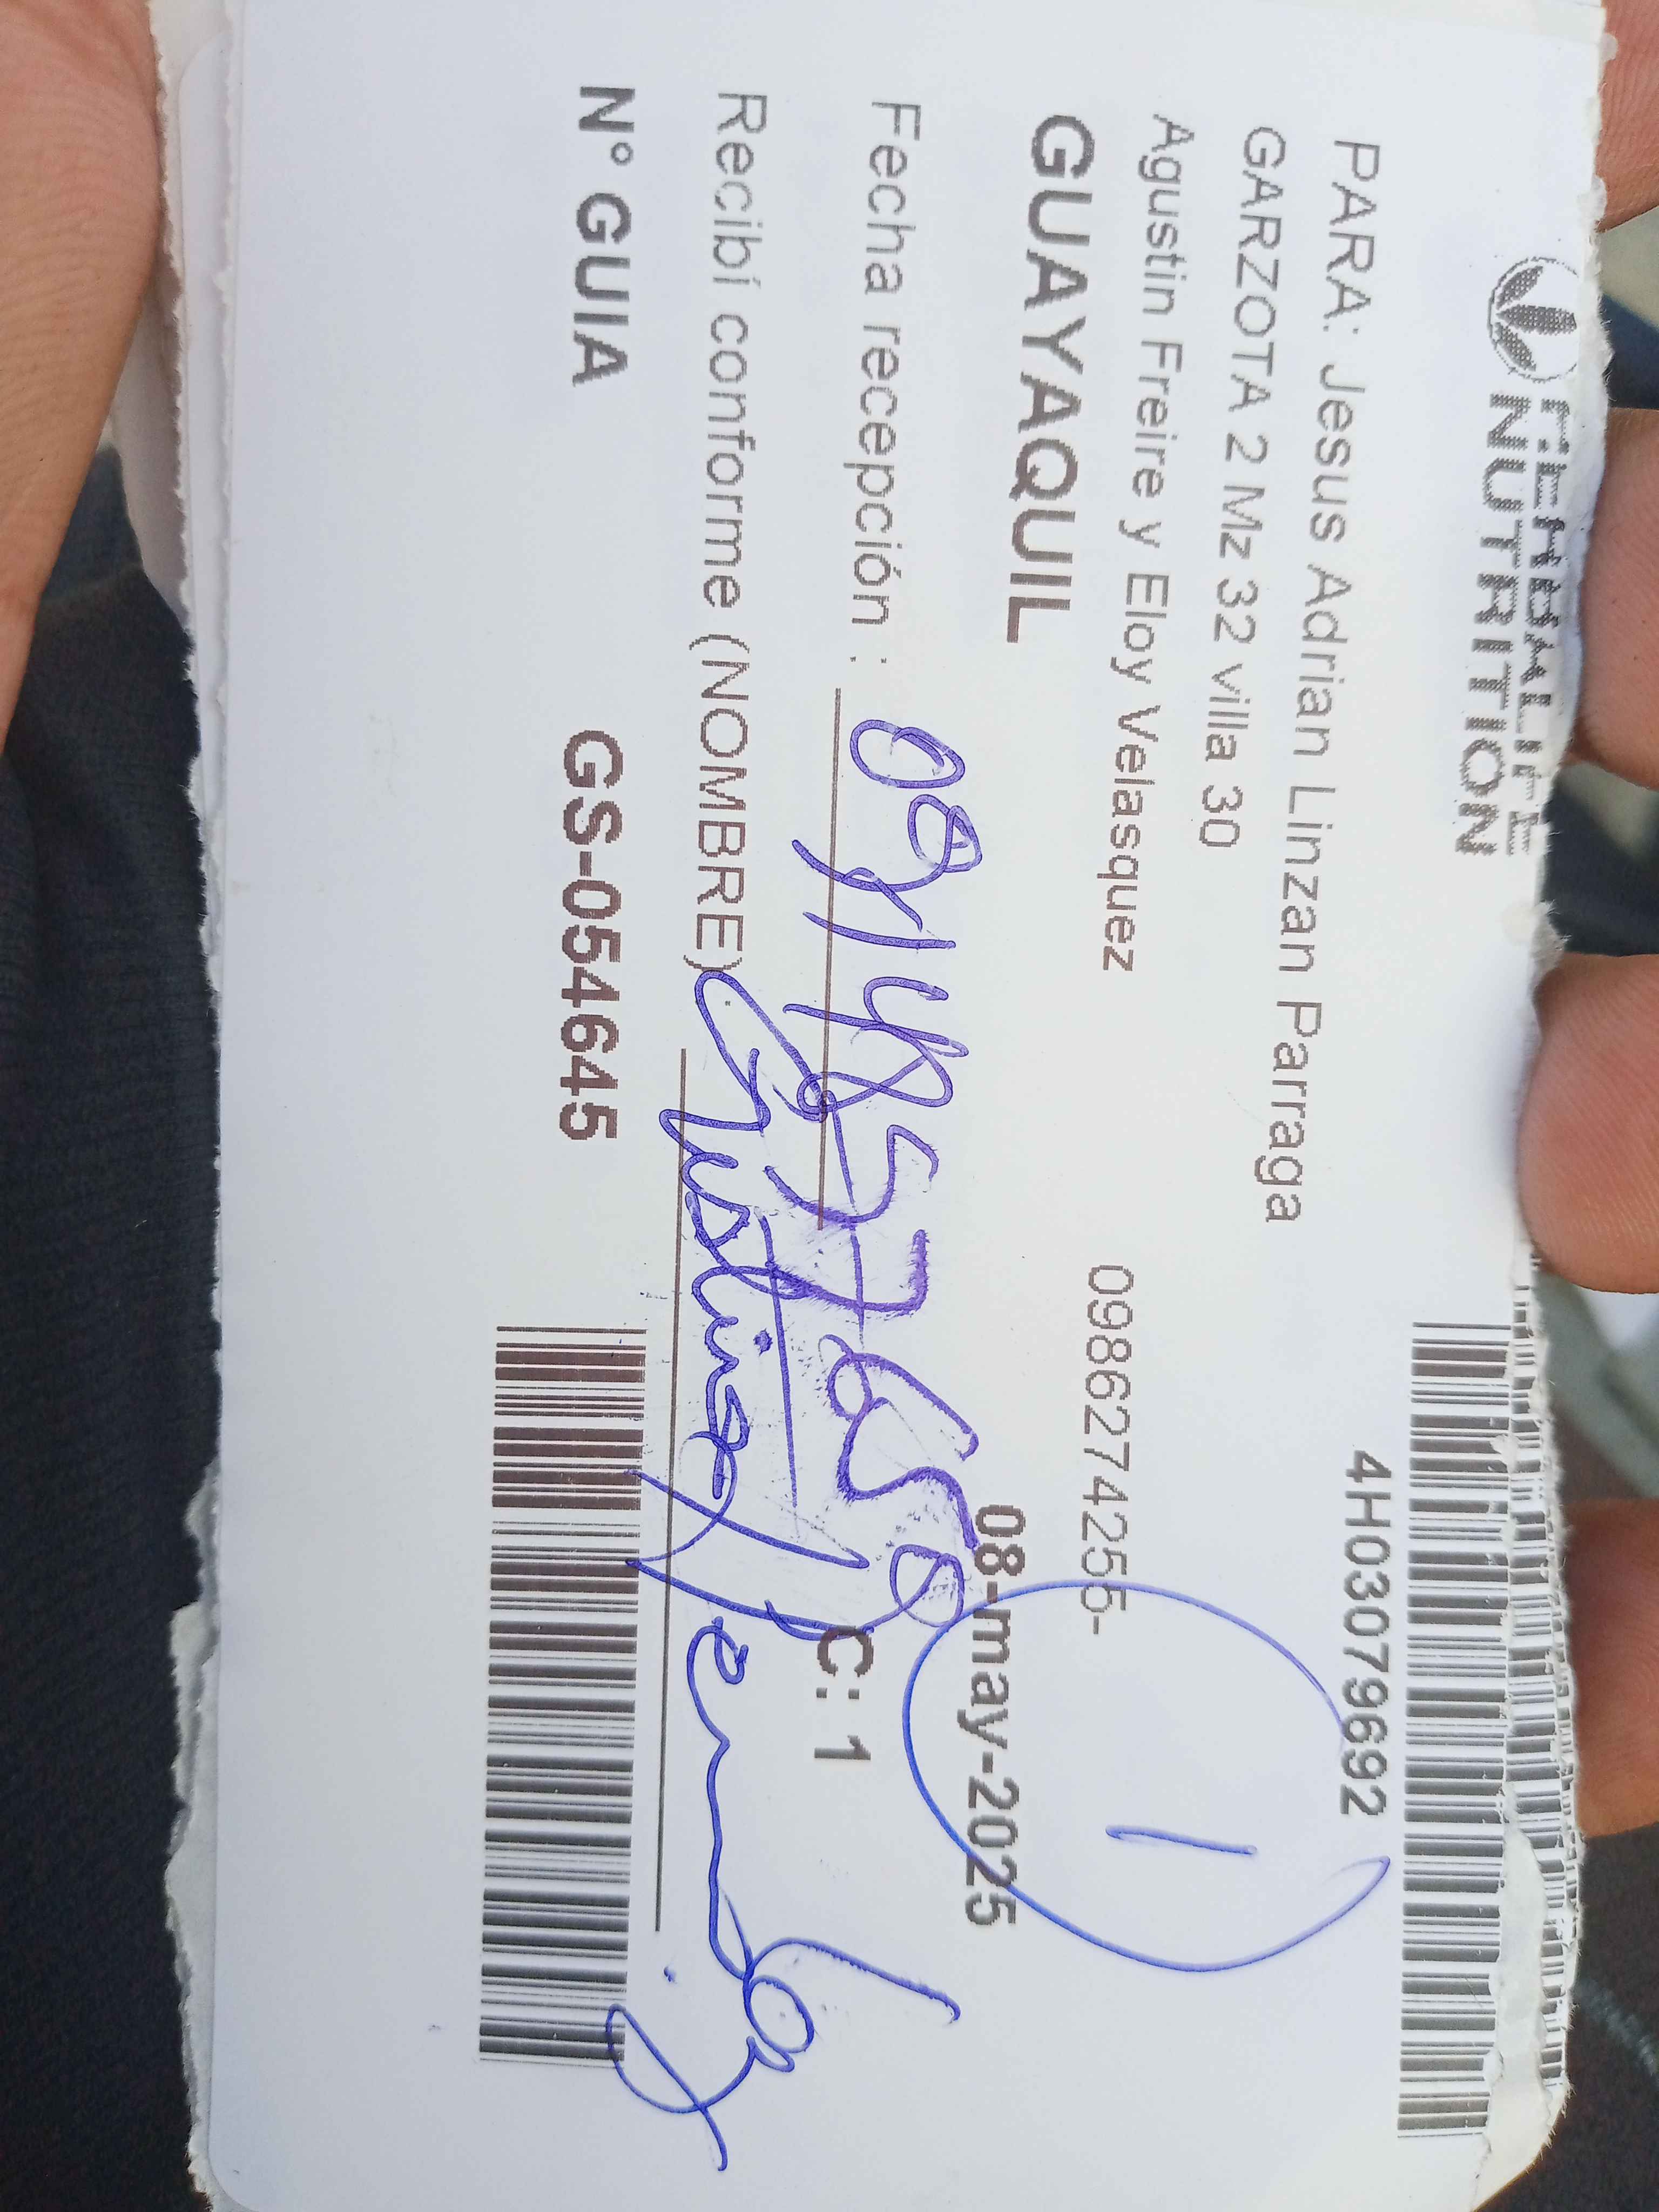 HERBALIFE
NUTRITION
4H03079692
PARA: Jesus Adrian Linzan Parraga
GARZOTA 2 Mz 32 villa 30
Agustin Freire y Eloy Velasquez
0986274255-
1
GUAYAQUIL
08-may-2025
Fecha recepción :
C: 1
Recibí conforme (NOMBRE)
N° GUIA
GS-054645